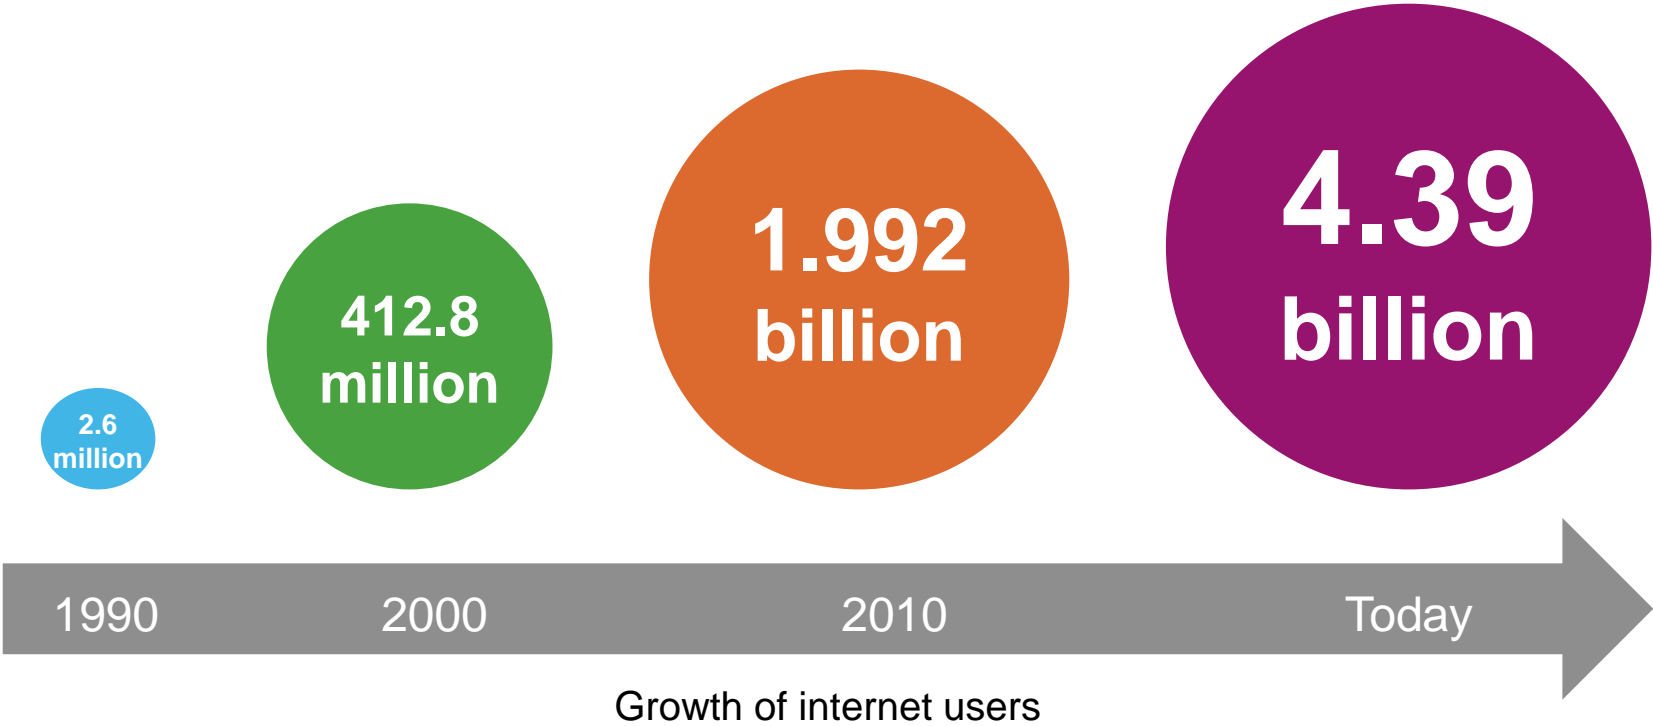 2.6
million
412.8
million
1.992
billion
4.39
billion
1990
2000
2010
Today
Growth of internet users